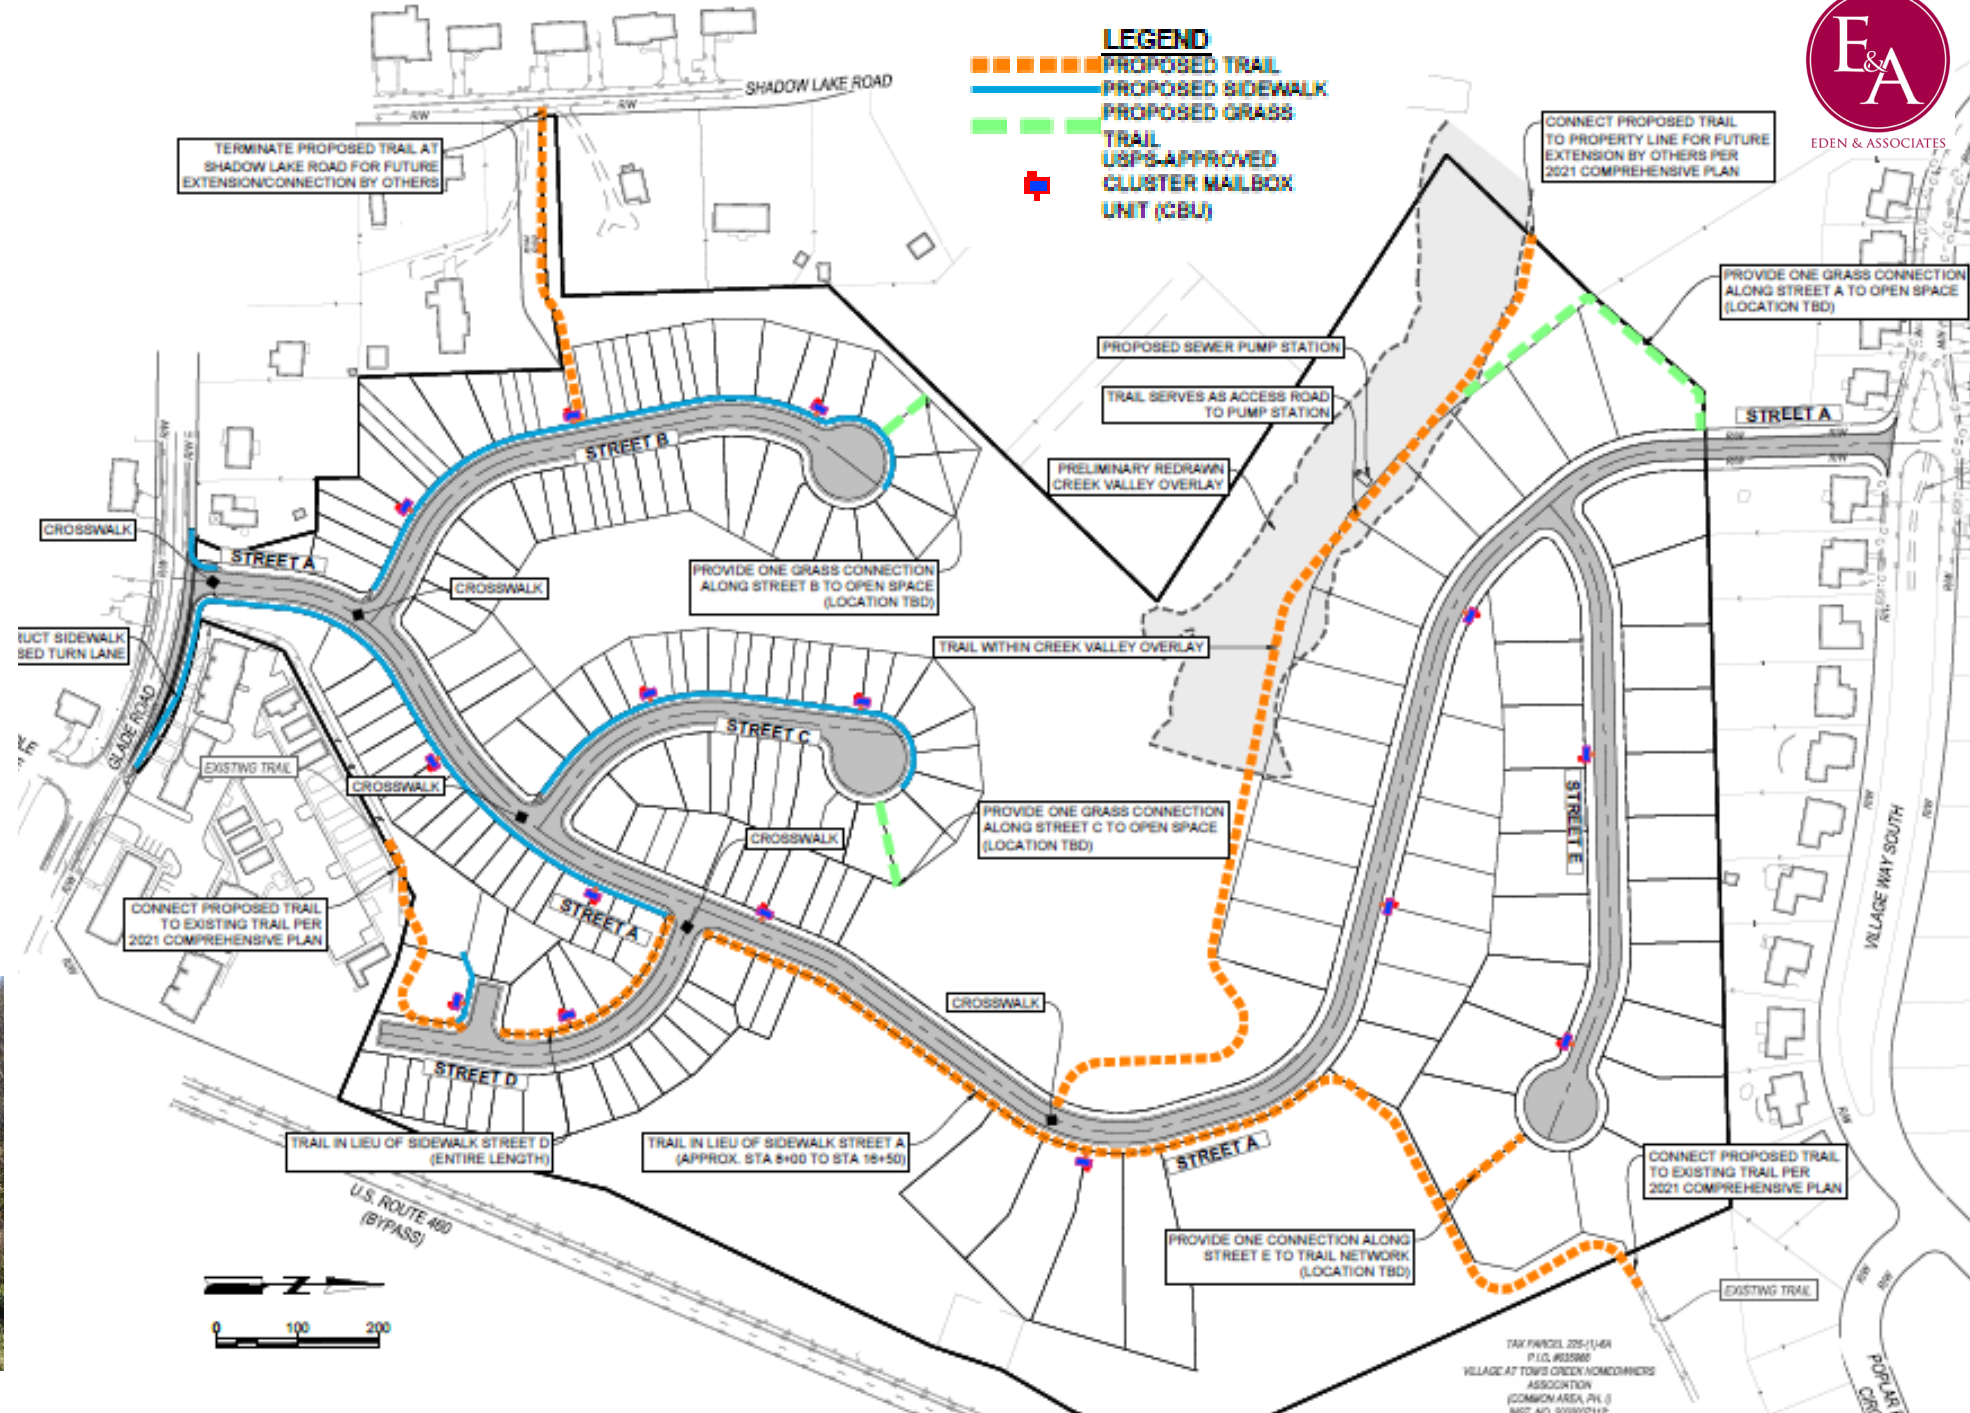 LEGEND
PROPOSED TRAIL
PROPOSED SIDEWALK
PROPOSED GRASS
TRAIL
USPS-APPROVED
CLUSTER MAILBOX
UNIT (CBU)
E&A
EDEN & ASSOCIATES
SHADOW LAKE ROAD
R/W
R/W
TERMINATE PROPOSED TRAIL AT
SHADOW LAKE ROAD FOR FUTURE
EXTENSION/CONNECTION BY OTHERS
CONNECT PROPOSED TRAIL
TO PROPERTY LINE FOR FUTURE
EXTENSION BY OTHERS PER
2021 COMPREHENSIVE PLAN
PROVIDE ONE GRASS CONNECTION
ALONG STREET A TO OPEN SPACE
(LOCATION TBD)
PROPOSED SEWER PUMP STATION
TRAIL SERVES AS ACCESS ROAD
TO PUMP STATION
PRELIMINARY REDRAWN
CREEK VALLEY OVERLAY
STREET A
R/W
R/W
R/W
R/W
STREET B
CROSSWALK
STREET A
CROSSWALK
PROVIDE ONE GRASS CONNECTION
ALONG STREET B TO OPEN SPACE
(LOCATION TBD)
RUCT SIDEWALK
SED TURN LANE
TRAIL WITHIN CREEK VALLEY OVERLAY
GLADE ROAD
STREET C
EXISTING TRAIL
CROSSWALK
STREET E
PROVIDE ONE GRASS CONNECTION
ALONG STREET C TO OPEN SPACE
(LOCATION TBD)
CROSSWALK
VILLAGE WAY SOUTH
CONNECT PROPOSED TRAIL
TO EXISTING TRAIL PER
2021 COMPREHENSIVE PLAN
STREET A
CROSSWALK
STREET D
TRAIL IN LIEU OF SIDEWALK STREET D
(ENTIRE LENGTH)
TRAIL IN LIEU OF SIDEWALK STREET A
(APPROX. STA 8+00 TO STA 16+50)
STREET A
CONNECT PROPOSED TRAIL
TO EXISTING TRAIL PER
2021 COMPREHENSIVE PLAN
U.S. ROUTE 460
(BYPASS)
PROVIDE ONE CONNECTION ALONG
STREET E TO TRAIL NETWORK
(LOCATION TBD)
EXISTING TRAIL
N
0 100 200
VILLAGE AT TOM'S CREEK HOMEOWNERS
ASSOCIATION
(COMMON AREA, PH. I)
POPLAR